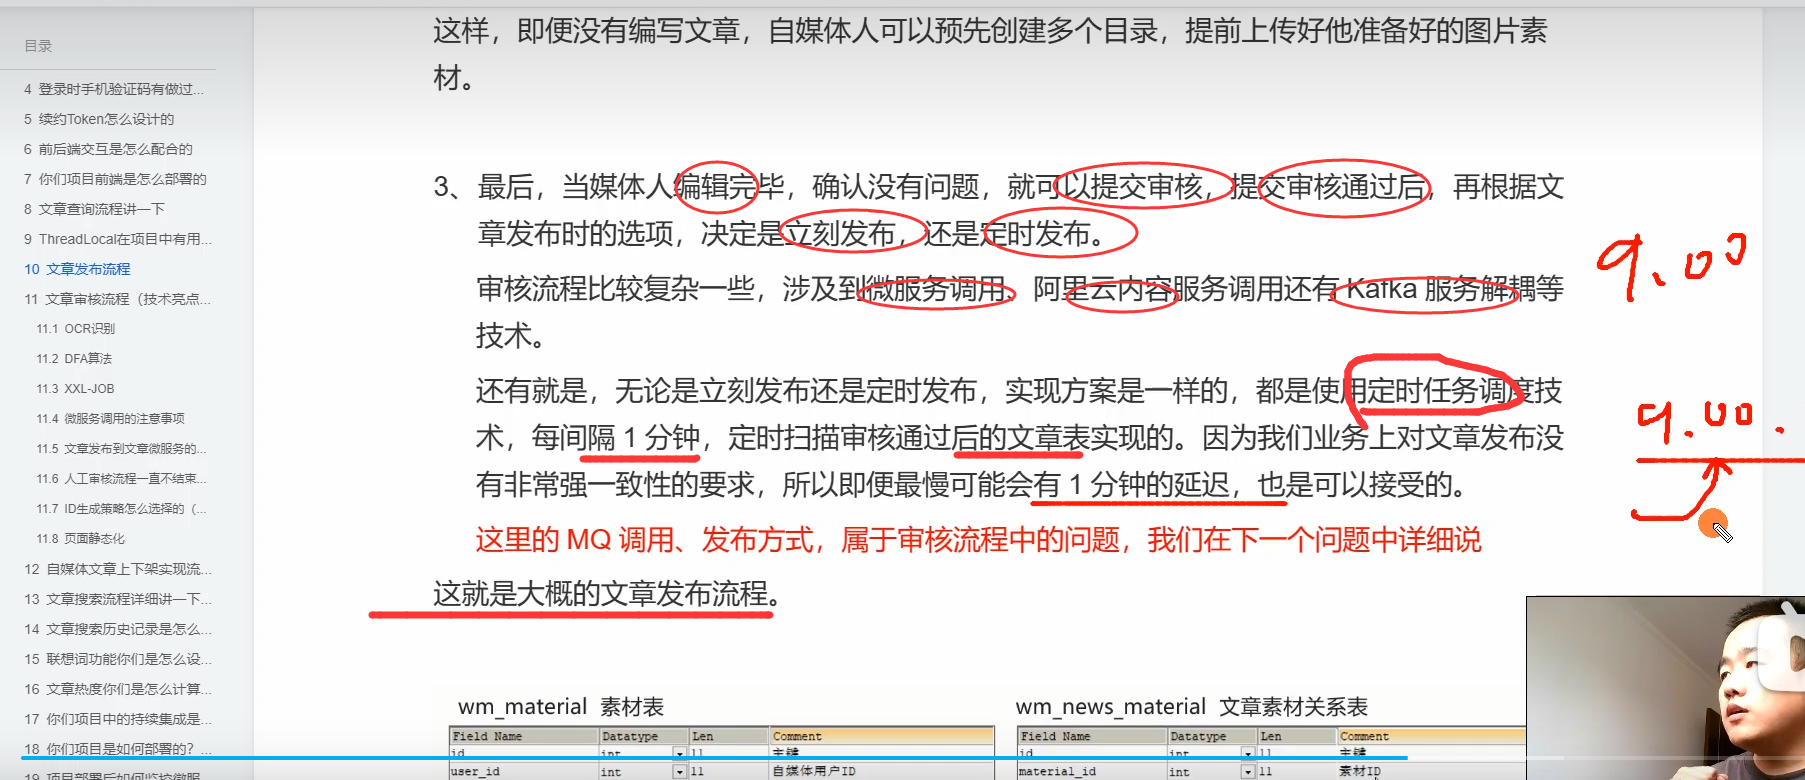 目录
4 登录时手机验证码有做过...
5 续约Token怎么设计的
6 前后端交互是怎么配合的
7 你们项目前端是怎么部署的
8 文章查询流程讲一下
9 ThreadLocal在项目中有用...
10 文章发布流程
11 文章审核流程（技术亮点...
11.1 OCR识别
11.2 DFA算法
11.3 XXL-JOB
11.4 微服务调用的注意事项
11.5 文章发布到文章微服务的...
11.6 人工审核流程一直不结束...
11.7 ID生成策略怎么选择的（...
11.8 页面静态化
12 自媒体文章上下架实现流...
13 文章搜索流程详细讲一下...
14 文章搜索历史记录是怎么...
15 联想词功能你们是怎么设...
16 文章热度你们是怎么计算...
17 你们项目中的持续集成是...
18 你们项目是如何部署的？...
19 项目部署后如何监控微服
这样，即便没有编写文章，自媒体人可以预先创建多个目录，提前上传好他准备好的图片素
材。
3、最后，当媒体人编辑完毕，确认没有问题，就可以提交审核，提交审核通过后，再根据文
章发布时的选项，决定是立刻发布，还是定时发布。
审核流程比较复杂一些，涉及到微服务调用、阿里云内容服务调用还有 Kafka 服务解耦等
技术。
还有就是，无论是立刻发布还是定时发布，实现方案是一样的，都是使用定时任务调度技
术，每间隔 1 分钟，定时扫描审核通过后的文章表实现的。因为我们业务上对文章发布没
有非常强一致性的要求，所以即便最慢可能会有 1 分钟的延迟，也是可以接受的。
这里的 MQ 调用、发布方式，属于审核流程中的问题，我们在下一个问题中详细说
这就是大概的文章发布流程。
9.00
9.00.
wm_material 素材表
Field Name Datatype Len Comment
id int 11 主键
user_id int 11 自媒体用户ID
wm_news_material 文章素材关系表
Field Name Datatype Len Comment
id int 11 主键
material_id int 11 素材ID